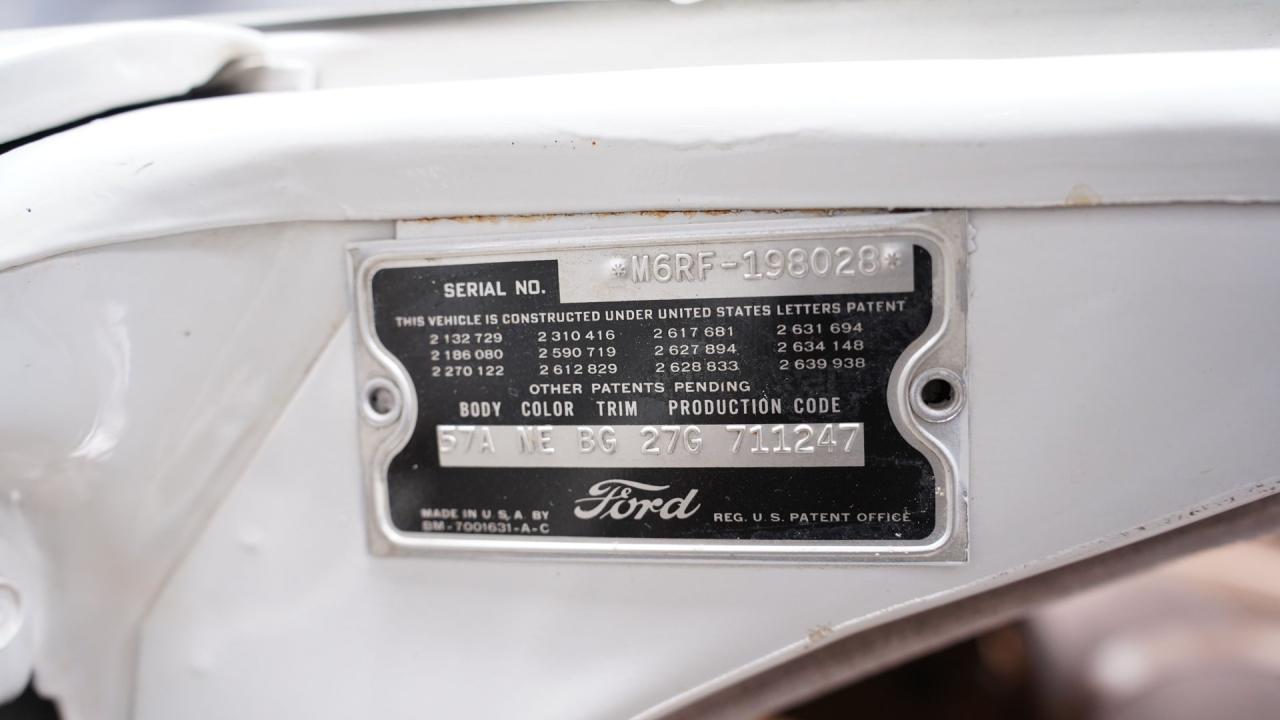 SERIAL NO. *M6RF-198028*
THIS VEHICLE IS CONSTRUCTED UNDER UNITED STATES LETTERS PATENT
2 132 729 2 310 416 2 617 681 2 631 694
2 186 080 2 590 719 2 627 894 2 634 148
2 270 122 2 612 829 2 628 833 2 639 938
OTHER PATENTS PENDING
BODY COLOR TRIM PRODUCTION CODE
57A NE BG 27G 711247
MADE IN U.S.A. BY Ford REG. U.S. PATENT OFFICE
BM-7001631-A-C